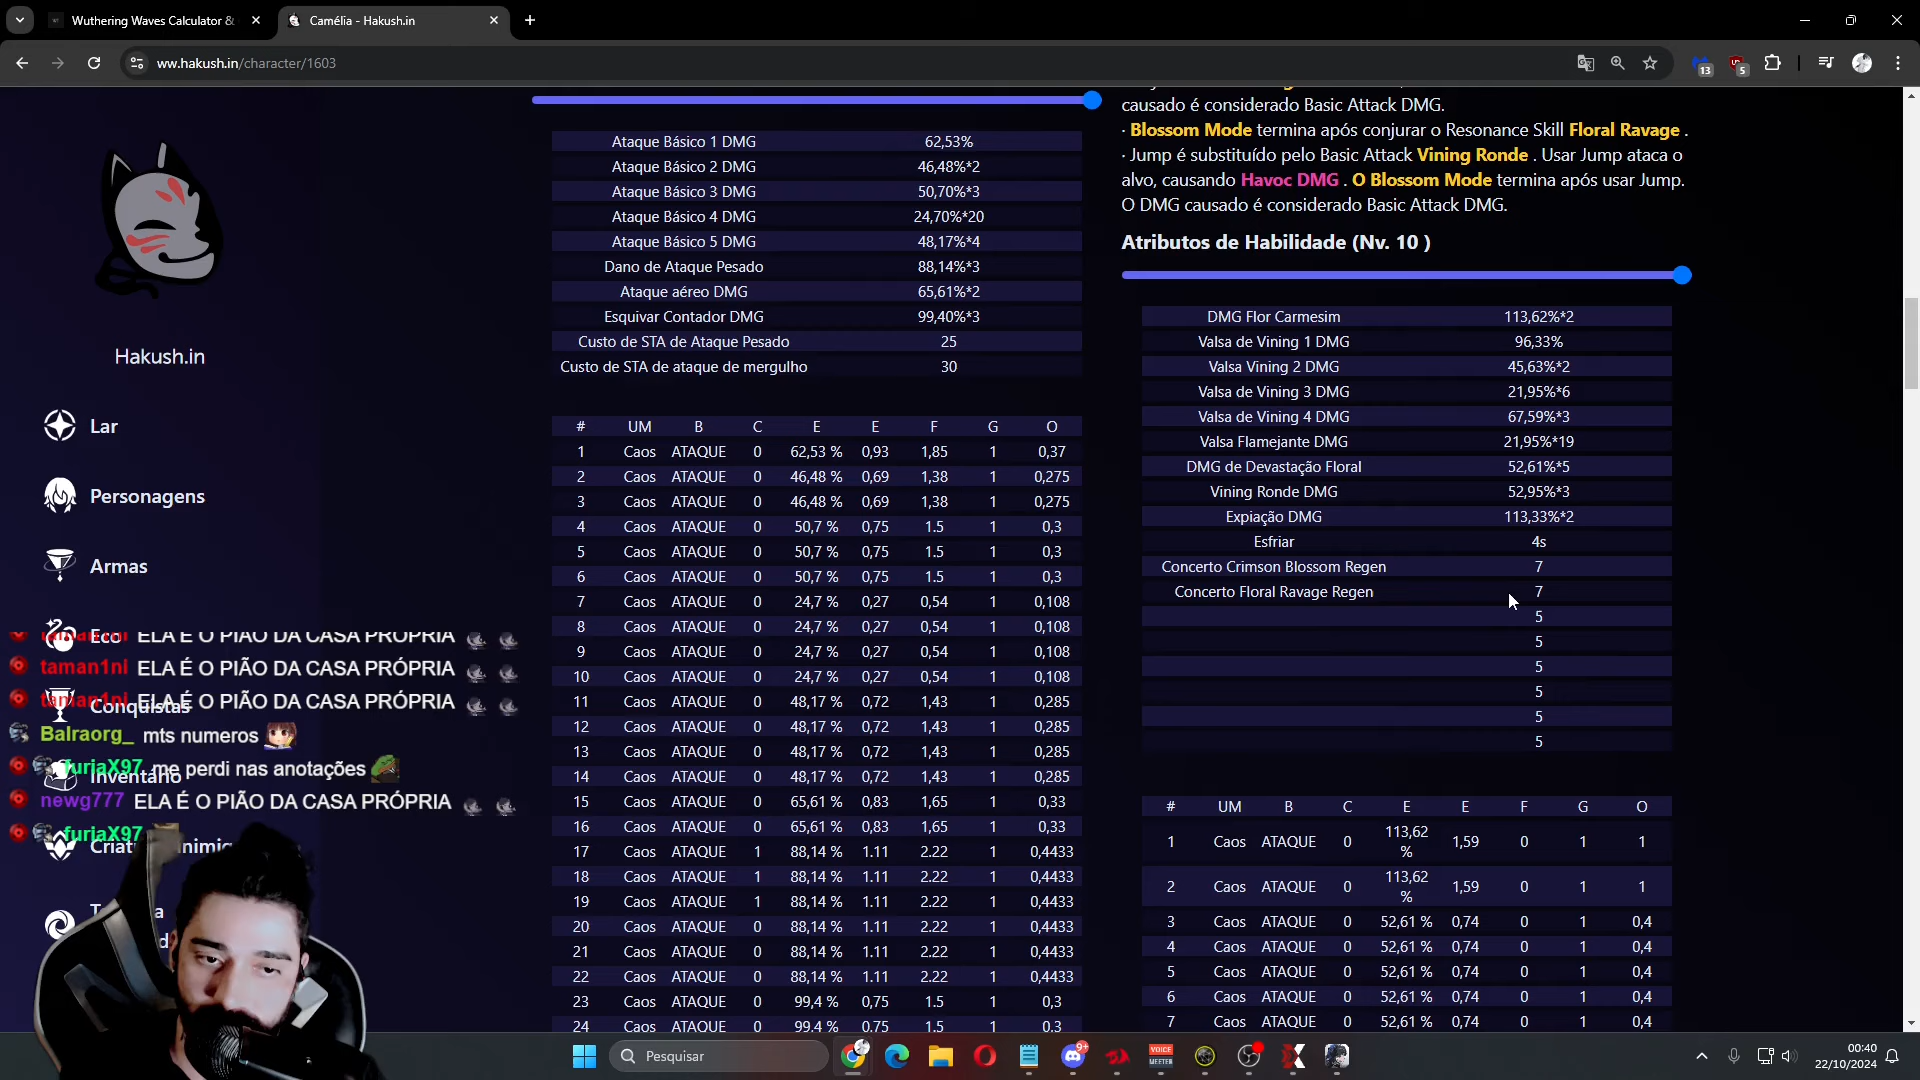 Wuthering Waves Calculator &
Camélia - Hakush.in
ww.hakush.in/character/1603
13
5
Hakush.in
Lar
Personagens
Armas
Eco
Conquistas
Inventário
ELA É O PIÃO DA CASA PRÓPRIA
taman1ni ELA É O PIÃO DA CASA PRÓPRIA
taman1ni ELA É O PIÃO DA CASA PRÓPRIA
Balraorg_ mts numeros
furiaX97 me perdi nas anotações
newg777 ELA É O PIÃO DA CASA PRÓPRIA
furiaX97
Ataque Básico 1 DMG 62,53%
Ataque Básico 2 DMG 46,48%*2
Ataque Básico 3 DMG 50,70%*3
Ataque Básico 4 DMG 24,70%*20
Ataque Básico 5 DMG 48,17%*4
Dano de Ataque Pesado 88,14%*3
Ataque aéreo DMG 65,61%*2
Esquivar Contador DMG 99,40%*3
Custo de STA de Ataque Pesado 25
Custo de STA de ataque de mergulho 30
# UM B C E E F G O
1 Caos ATAQUE 0 62,53 % 0,93 1,85 1 0,37
2 Caos ATAQUE 0 46,48 % 0,69 1,38 1 0,275
3 Caos ATAQUE 0 46,48 % 0,69 1,38 1 0,275
4 Caos ATAQUE 0 50,7 % 0,75 1.5 1 0,3
5 Caos ATAQUE 0 50,7 % 0,75 1.5 1 0,3
6 Caos ATAQUE 0 50,7 % 0,75 1.5 1 0,3
7 Caos ATAQUE 0 24,7 % 0,27 0,54 1 0,108
8 Caos ATAQUE 0 24,7 % 0,27 0,54 1 0,108
9 Caos ATAQUE 0 24,7 % 0,27 0,54 1 0,108
10 Caos ATAQUE 0 24,7 % 0,27 0,54 1 0,108
11 Caos ATAQUE 0 48,17 % 0,72 1,43 1 0,285
12 Caos ATAQUE 0 48,17 % 0,72 1,43 1 0,285
13 Caos ATAQUE 0 48,17 % 0,72 1,43 1 0,285
14 Caos ATAQUE 0 48,17 % 0,72 1,43 1 0,285
15 Caos ATAQUE 0 65,61 % 0,83 1,65 1 0,33
16 Caos ATAQUE 0 65,61 % 0,83 1,65 1 0,33
17 Caos ATAQUE 1 88,14 % 1.11 2.22 1 0,4433
18 Caos ATAQUE 1 88,14 % 1.11 2.22 1 0,4433
19 Caos ATAQUE 1 88,14 % 1.11 2.22 1 0,4433
20 Caos ATAQUE 0 88,14 % 1.11 2.22 1 0,4433
21 Caos ATAQUE 0 88,14 % 1.11 2.22 1 0,4433
22 Caos ATAQUE 0 88,14 % 1.11 2.22 1 0,4433
23 Caos ATAQUE 0 99,4 % 0,75 1.5 1 0,3
24 Caos ATAQUE 0 99,4 % 0,75 1.5 1 0,3
causado é considerado Basic Attack DMG.
· Blossom Mode termina após conjurar o Resonance Skill Floral Ravage .
· Jump é substituído pelo Basic Attack Vining Ronde . Usar Jump ataca o
alvo, causando Havoc DMG . O Blossom Mode termina após usar Jump.
O DMG causado é considerado Basic Attack DMG.
Atributos de Habilidade (Nv. 10 )
DMG Flor Carmesim 113,62%*2
Valsa de Vining 1 DMG 96,33%
Valsa Vining 2 DMG 45,63%*2
Valsa de Vining 3 DMG 21,95%*6
Valsa de Vining 4 DMG 67,59%*3
Valsa Flamejante DMG 21,95%*19
DMG de Devastação Floral 52,61%*5
Vining Ronde DMG 52,95%*3
Expiação DMG 113,33%*2
Esfriar 4s
Concerto Crimson Blossom Regen 7
Concerto Floral Ravage Regen 7
5
5
5
5
5
5
# UM B C E E F G O
1 Caos ATAQUE 0 113,62 % 1,59 0 1 1
2 Caos ATAQUE 0 113,62 % 1,59 0 1 1
3 Caos ATAQUE 0 52,61 % 0,74 0 1 0,4
4 Caos ATAQUE 0 52,61 % 0,74 0 1 0,4
5 Caos ATAQUE 0 52,61 % 0,74 0 1 0,4
6 Caos ATAQUE 0 52,61 % 0,74 0 1 0,4
7 Caos ATAQUE 0 52,61 % 0,74 0 1 0,4
Pesquisar
9+
VOICE
MEETER
00:40
22/10/2024